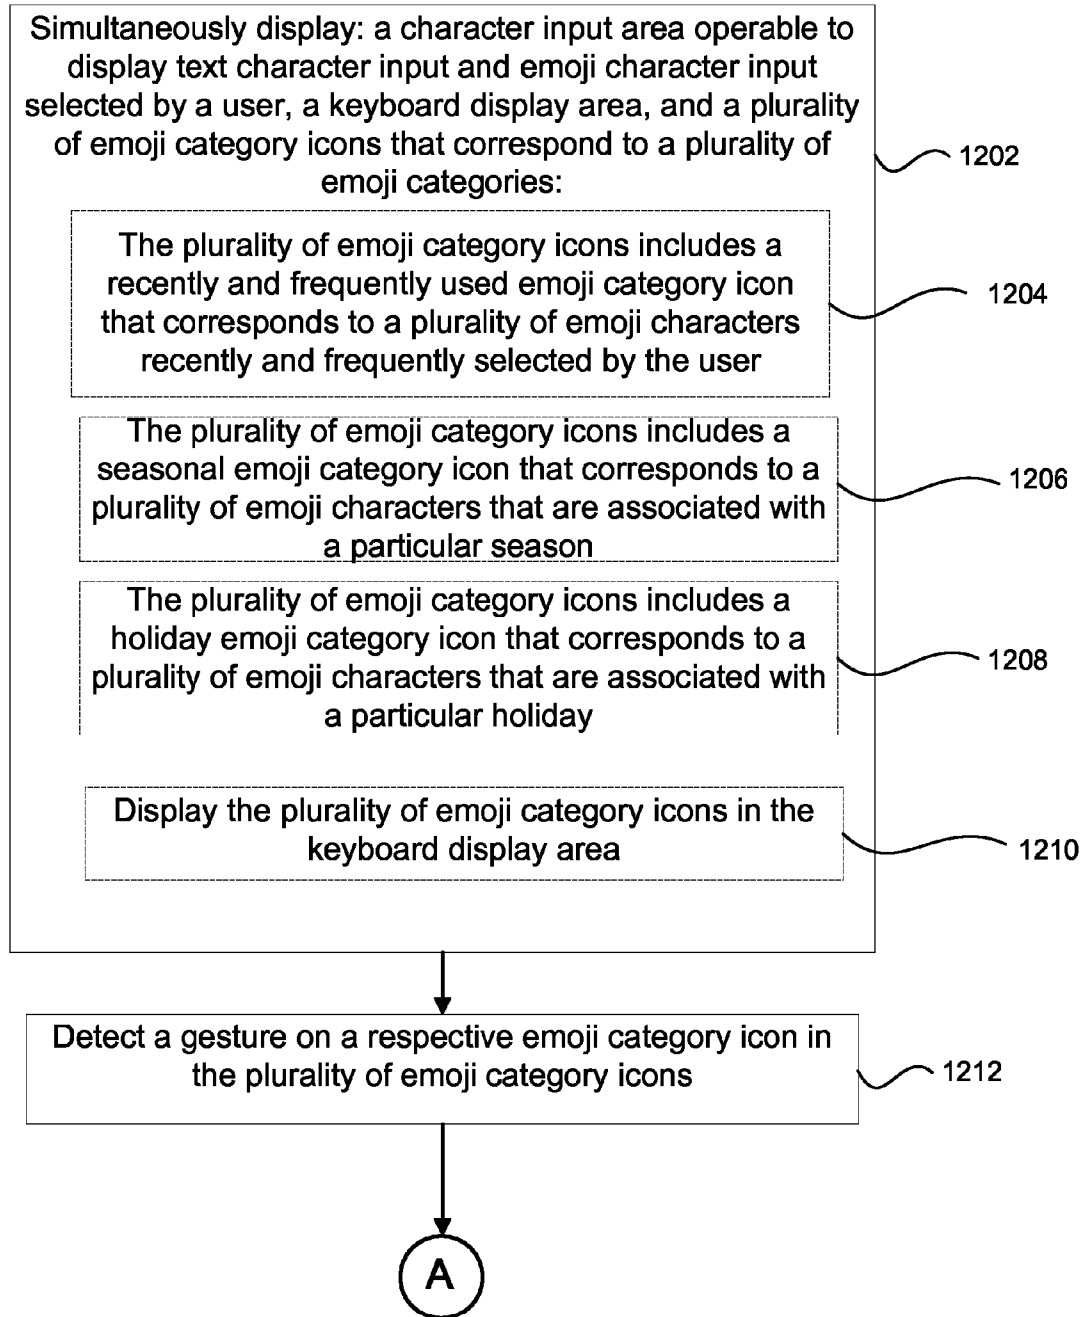 Simultaneously display: a character input area operable to
display text character input and emoji character input
selected by a user, a keyboard display area, and a plurality
of emoji category icons that correspond to a plurality of
emoji categories:
1202
The plurality of emoji category icons includes a
recently and frequently used emoji category icon
that corresponds to a plurality of emoji characters
recently and frequently selected by the user
1204
The plurality of emoji category icons includes a
seasonal emoji category icon that corresponds to a
plurality of emoji characters that are associated with
a particular season
1206
The plurality of emoji category icons includes a
holiday emoji category icon that corresponds to a
plurality of emoji characters that are associated with
a particular holiday
1208
Display the plurality of emoji category icons in the
keyboard display area
1210
Detect a gesture on a respective emoji category icon in
the plurality of emoji category icons
1212
A